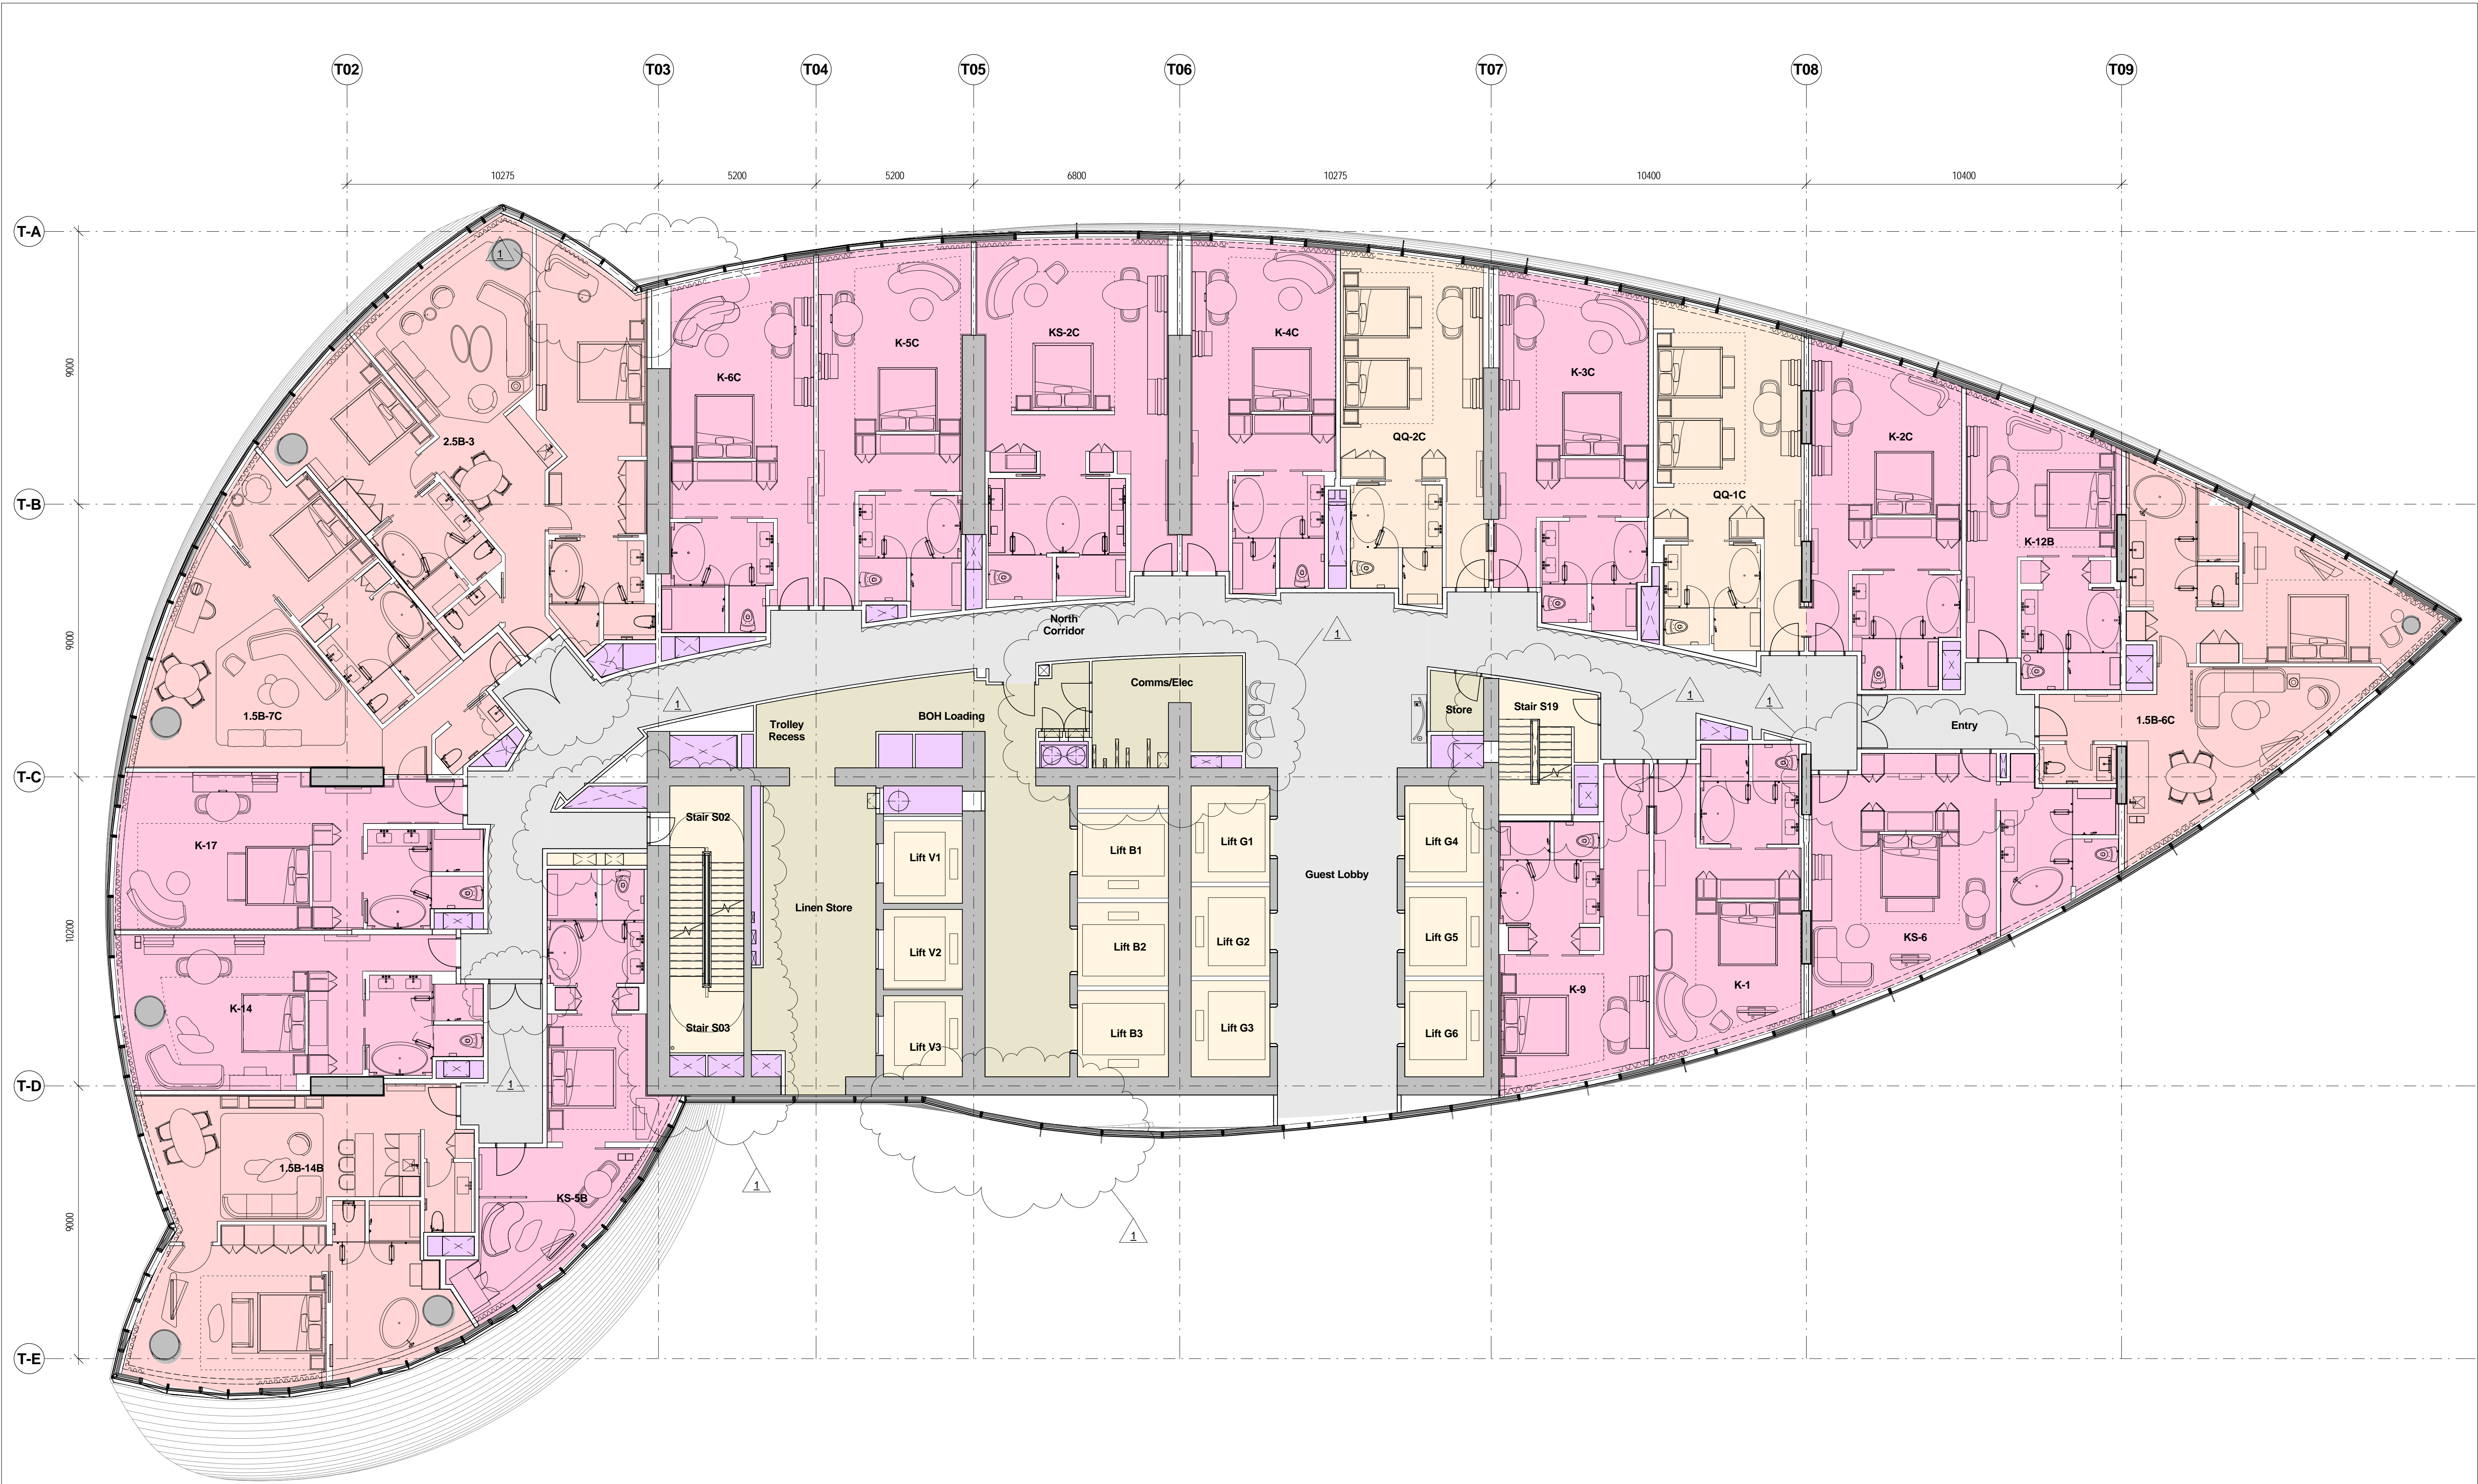 T02
T03
T04
T05
T06
T07
T08
T09
10275
5200
5200
6800
10275
10400
10400
T-A
T-B
T-C
T-D
T-E
9000
9000
10200
9000
1
2.5B-3
K-6C
K-5C
KS-2C
K-4C
QQ-2C
K-3C
QQ-1C
K-2C
K-12B
1.5B-7C
North
Corridor
1
1
1
1
Comms/Elec
Trolley
Recess
BOH Loading
Store
Stair S19
Entry
1.5B-6C
K-17
Stair S02
Lift V1
Lift B1
Lift G1
Lift G4
Guest Lobby
Linen Store
Lift V2
Lift B2
Lift G2
Lift G5
KS-6
K-14
Stair S03
Lift V3
Lift B3
Lift G3
Lift G6
K-9
K-1
1
1.5B-14B
KS-5B
1
1